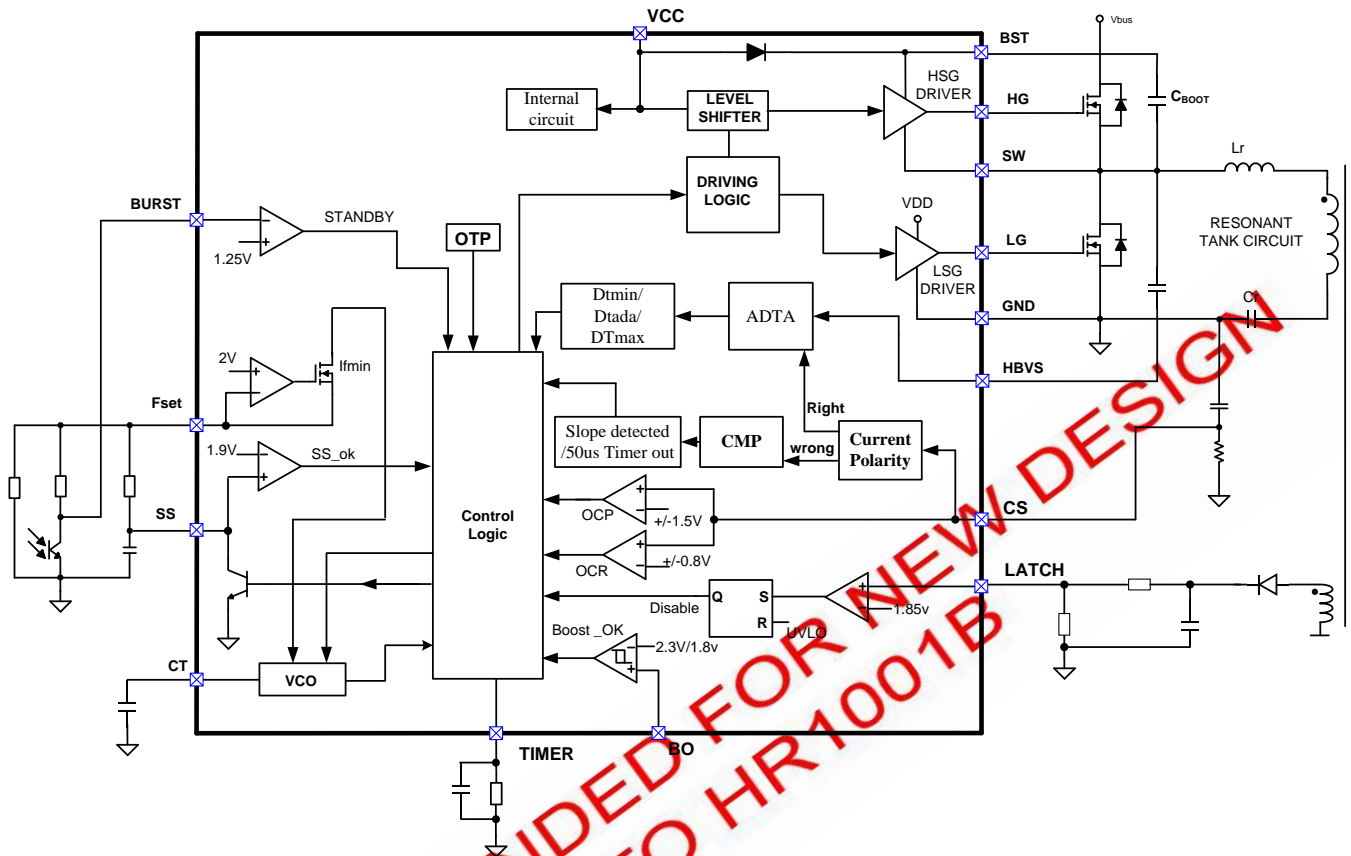 VCC
Vbus
BST
HSG
DRIVER
Internal
circuit
LEVEL
SHIFTER
HG
CBOOT
SW
Lr
DRIVING
LOGIC
BURST
STANDBY
1.25V
OTP
VDD
LG
RESONANT
TANK CIRCUIT
LSG
DRIVER
Dtmin/
Dtada/
DTmax
ADTA
GND
Cr
2V
Ifmin
HBVS
Fset
Right
Slope detected
/50us Timer out
CMP
wrong
Current
Polarity
1.9V
SS_ok
SS
Control
Logic
OCP
+/-1.5V
CS
OCR
+/-0.8V
LATCH
Disable
Q
S
R
UVLO
1.85v
Boost _OK
2.3V/1.8v
CT
VCO
TIMER
BO
NDED FOR NEW DESIGN
TO HR1001B